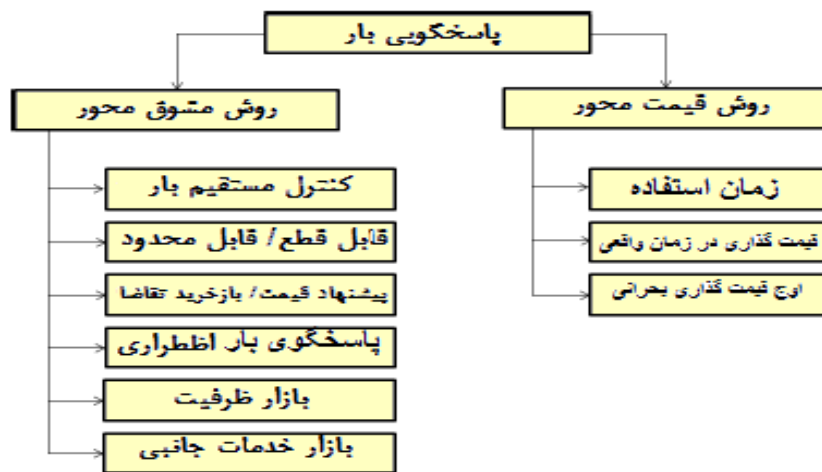 پاسخگویی بار
روش قیمت محور
زمان استفاده
قیمت گذاری در زمان واقعی
اوج قیمت گذاری بحرانی
روش مشوق محور
کنترل مستقیم بار
قابل قطع/ قابل محدود
پیشنهاد قیمت/ بازخرید تقاضا
پاسخگوی بار اظطراری
بازار ظرفیت
بازار خدمات جانبی